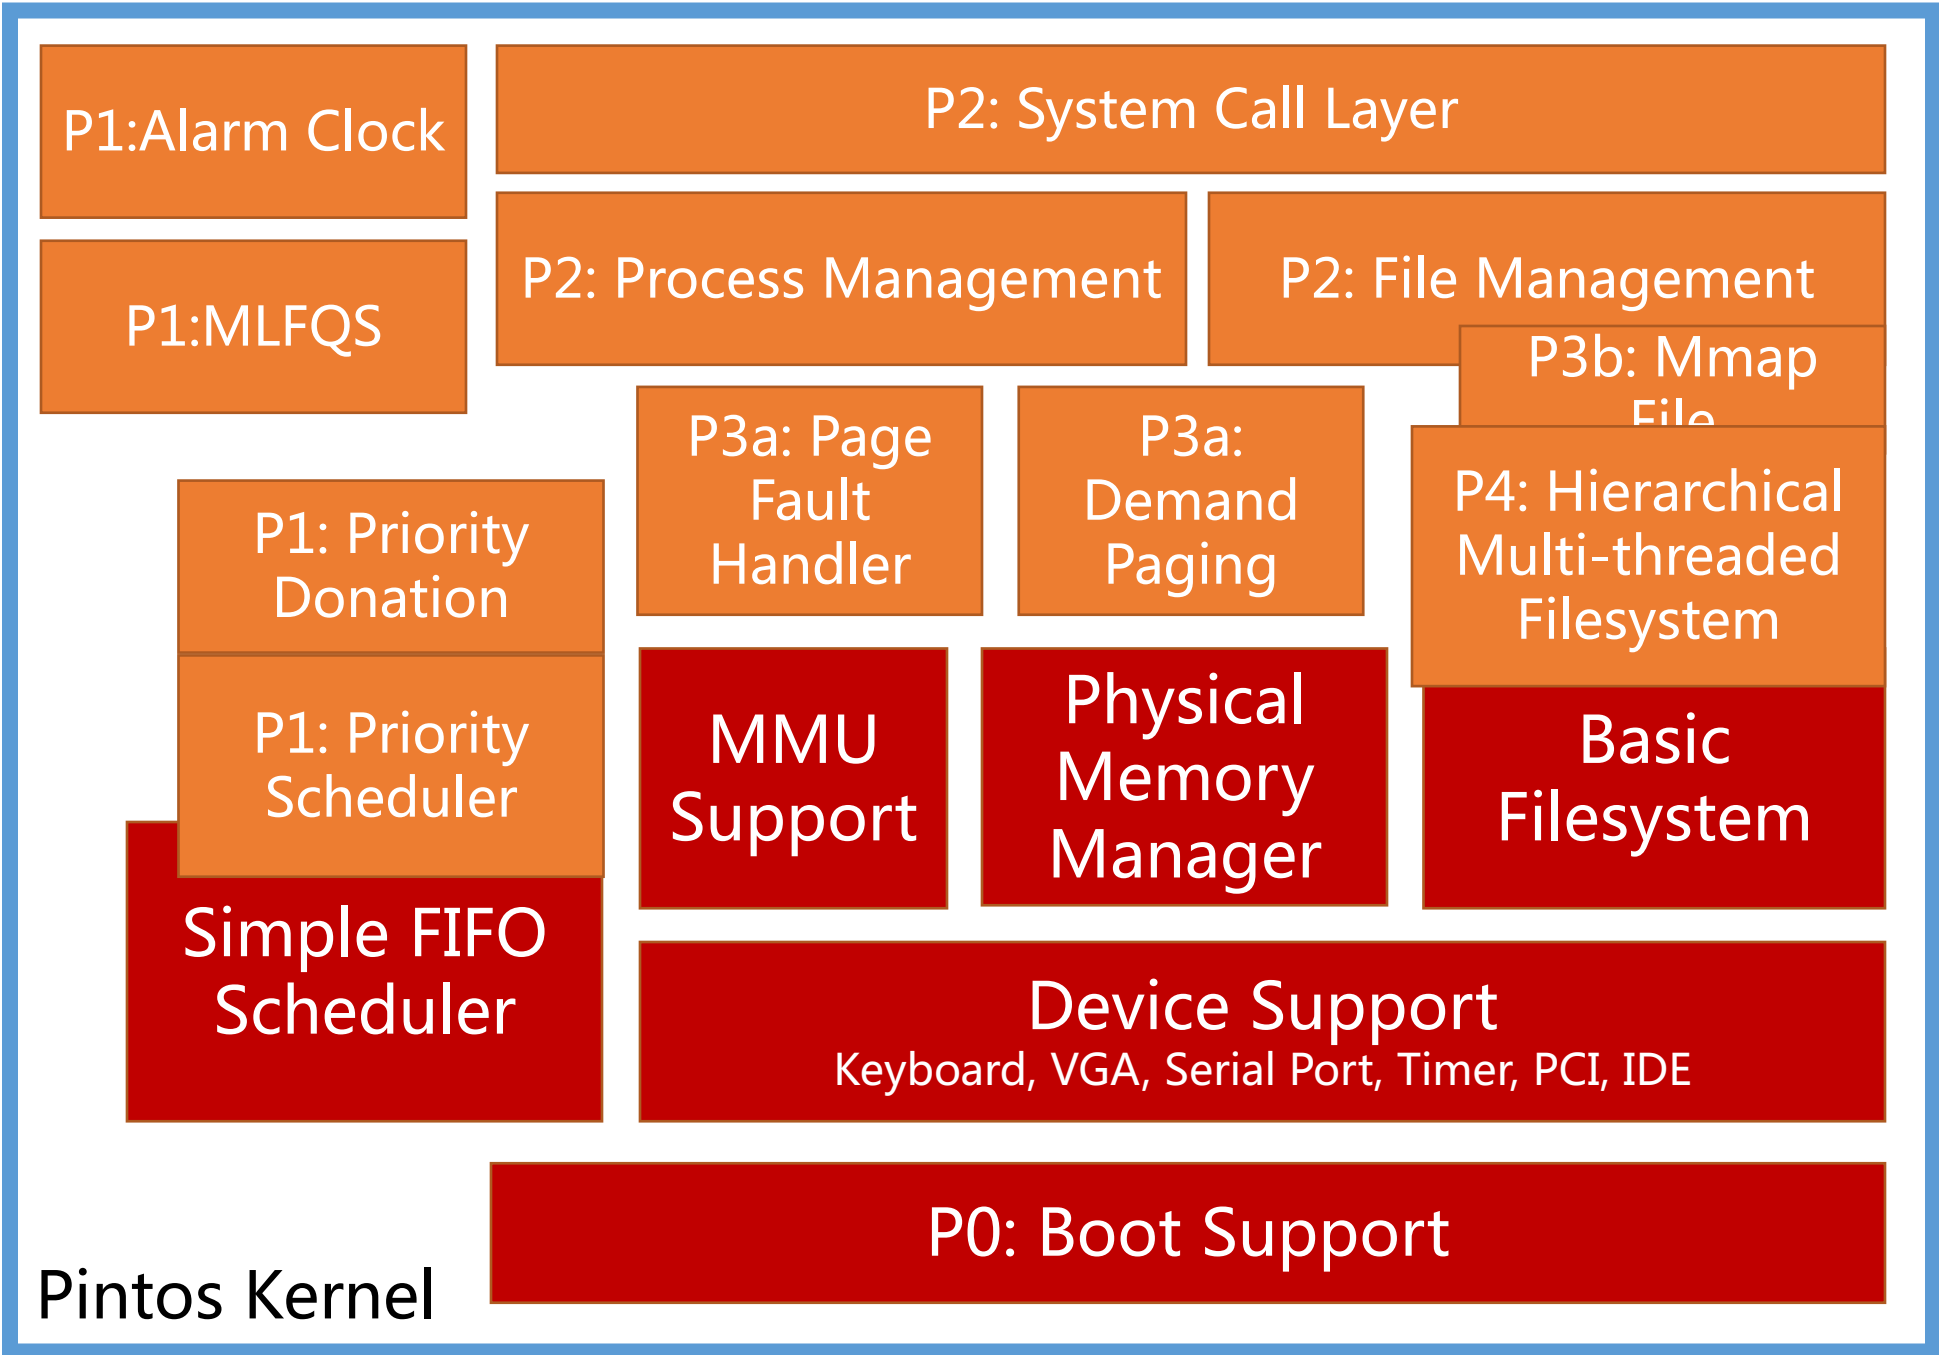 P1:Alarm Clock
P2: System Call Layer
P1:MLFQS
P2: Process Management
P2: File Management
P3b: Mmap
File
P3a: Page
Fault
Handler
P3a:
Demand
Paging
P4: Hierarchical
Multi-threaded
Filesystem
P1: Priority
Donation
P1: Priority
Scheduler
MMU
Support
Physical
Memory
Manager
Basic
Filesystem
Simple FIFO
Scheduler
Device Support
Keyboard, VGA, Serial Port, Timer, PCI, IDE
P0: Boot Support
Pintos Kernel